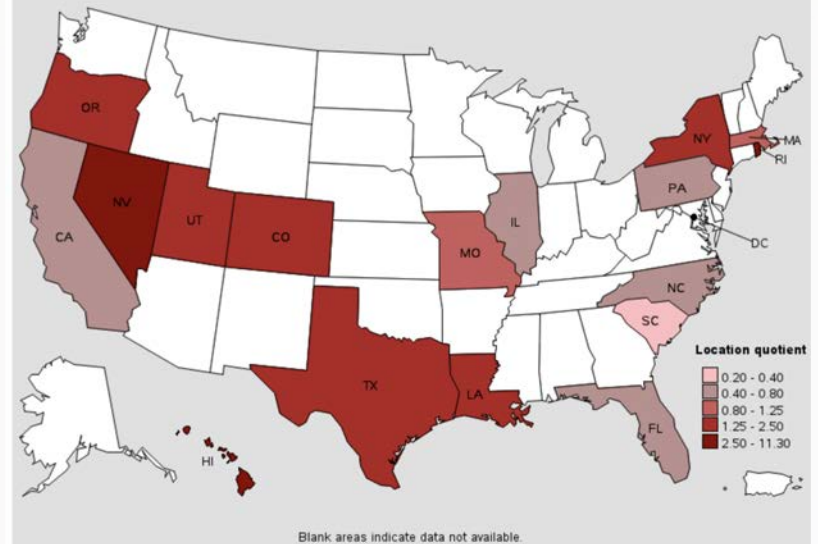 OR
NY
MA
RI
PA
NV
UT
CO
CA
IL
MO
DC
NC
SC
Location quotient
0.20 - 0.40
0.40 - 0.80
0.80 - 1.25
1.25 - 2.50
2.50 - 11.30
TX
LA
FL
HI
Blank areas indicate data not available.